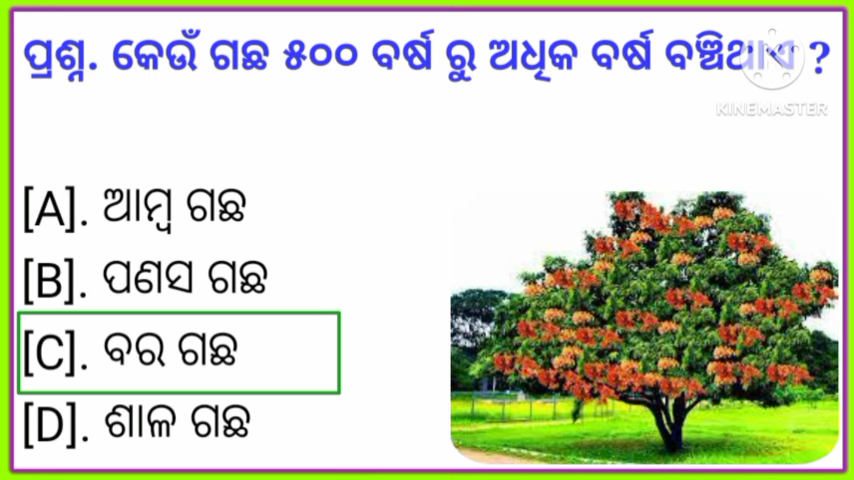 ପ୍ରଶ୍ନ. କେଉଁ ଗଛ ୫୦୦ ବର୍ଷ ରୁ ଅଧିକ ବର୍ଷ ବଞ୍ଚିଥାଏ ?
KINEMASTER
[A]. ଆମ୍ବ ଗଛ
[B]. ପଣସ ଗଛ
[C]. ବର ଗଛ
[D]. ଶାଳ ଗଛ